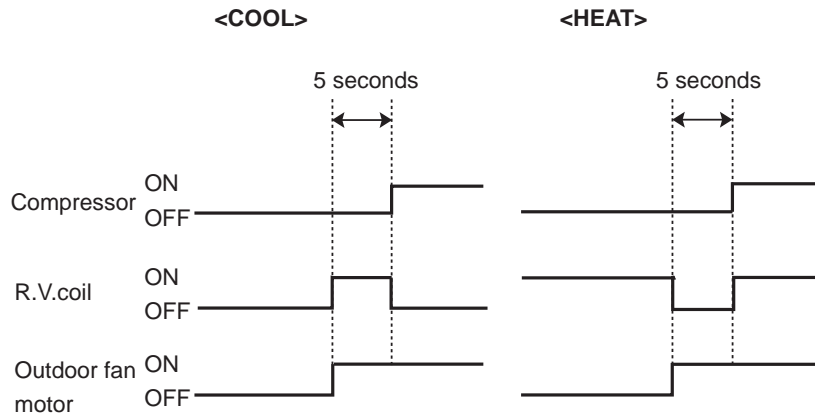 <COOL> <HEAT>
5 seconds 5 seconds
Compressor ON
OFF
R.V.coil ON
OFF
Outdoor fan ON
motor OFF